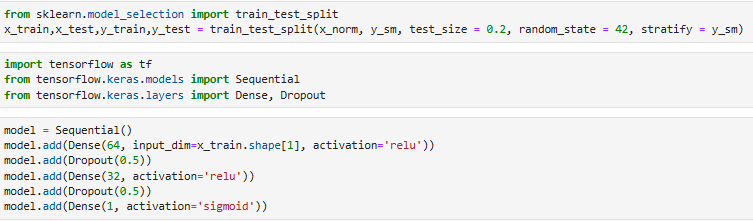 from sklearn.model_selection import train_test_split
x_train,x_test,y_train,y_test = train_test_split(x_norm, y_sm, test_size = 0.2, random_state = 42, stratify = y_sm)
import tensorflow as tf
from tensorflow.keras.models import Sequential
from tensorflow.keras.layers import Dense, Dropout
model = Sequential()
model.add(Dense(64, input_dim=x_train.shape[1], activation='relu'))
model.add(Dropout(0.5))
model.add(Dense(32, activation='relu'))
model.add(Dropout(0.5))
model.add(Dense(1, activation='sigmoid'))